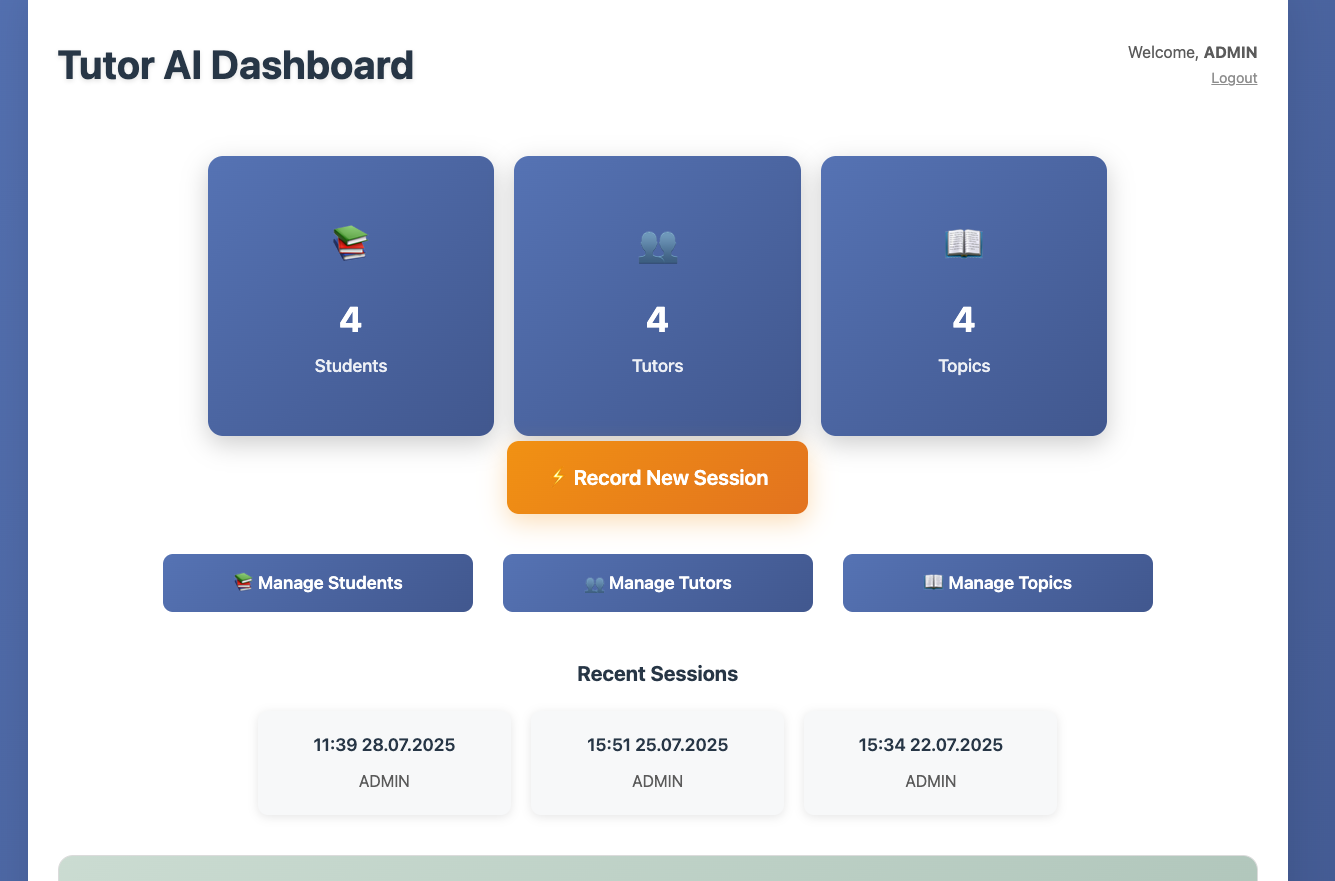 Tutor AI Dashboard
Welcome, ADMIN
Logout
4
Students
4
Tutors
4
Topics
⚡ Record New Session
📚 Manage Students
👥 Manage Tutors
📖 Manage Topics
Recent Sessions
11:39 28.07.2025
ADMIN
15:51 25.07.2025
ADMIN
15:34 22.07.2025
ADMIN